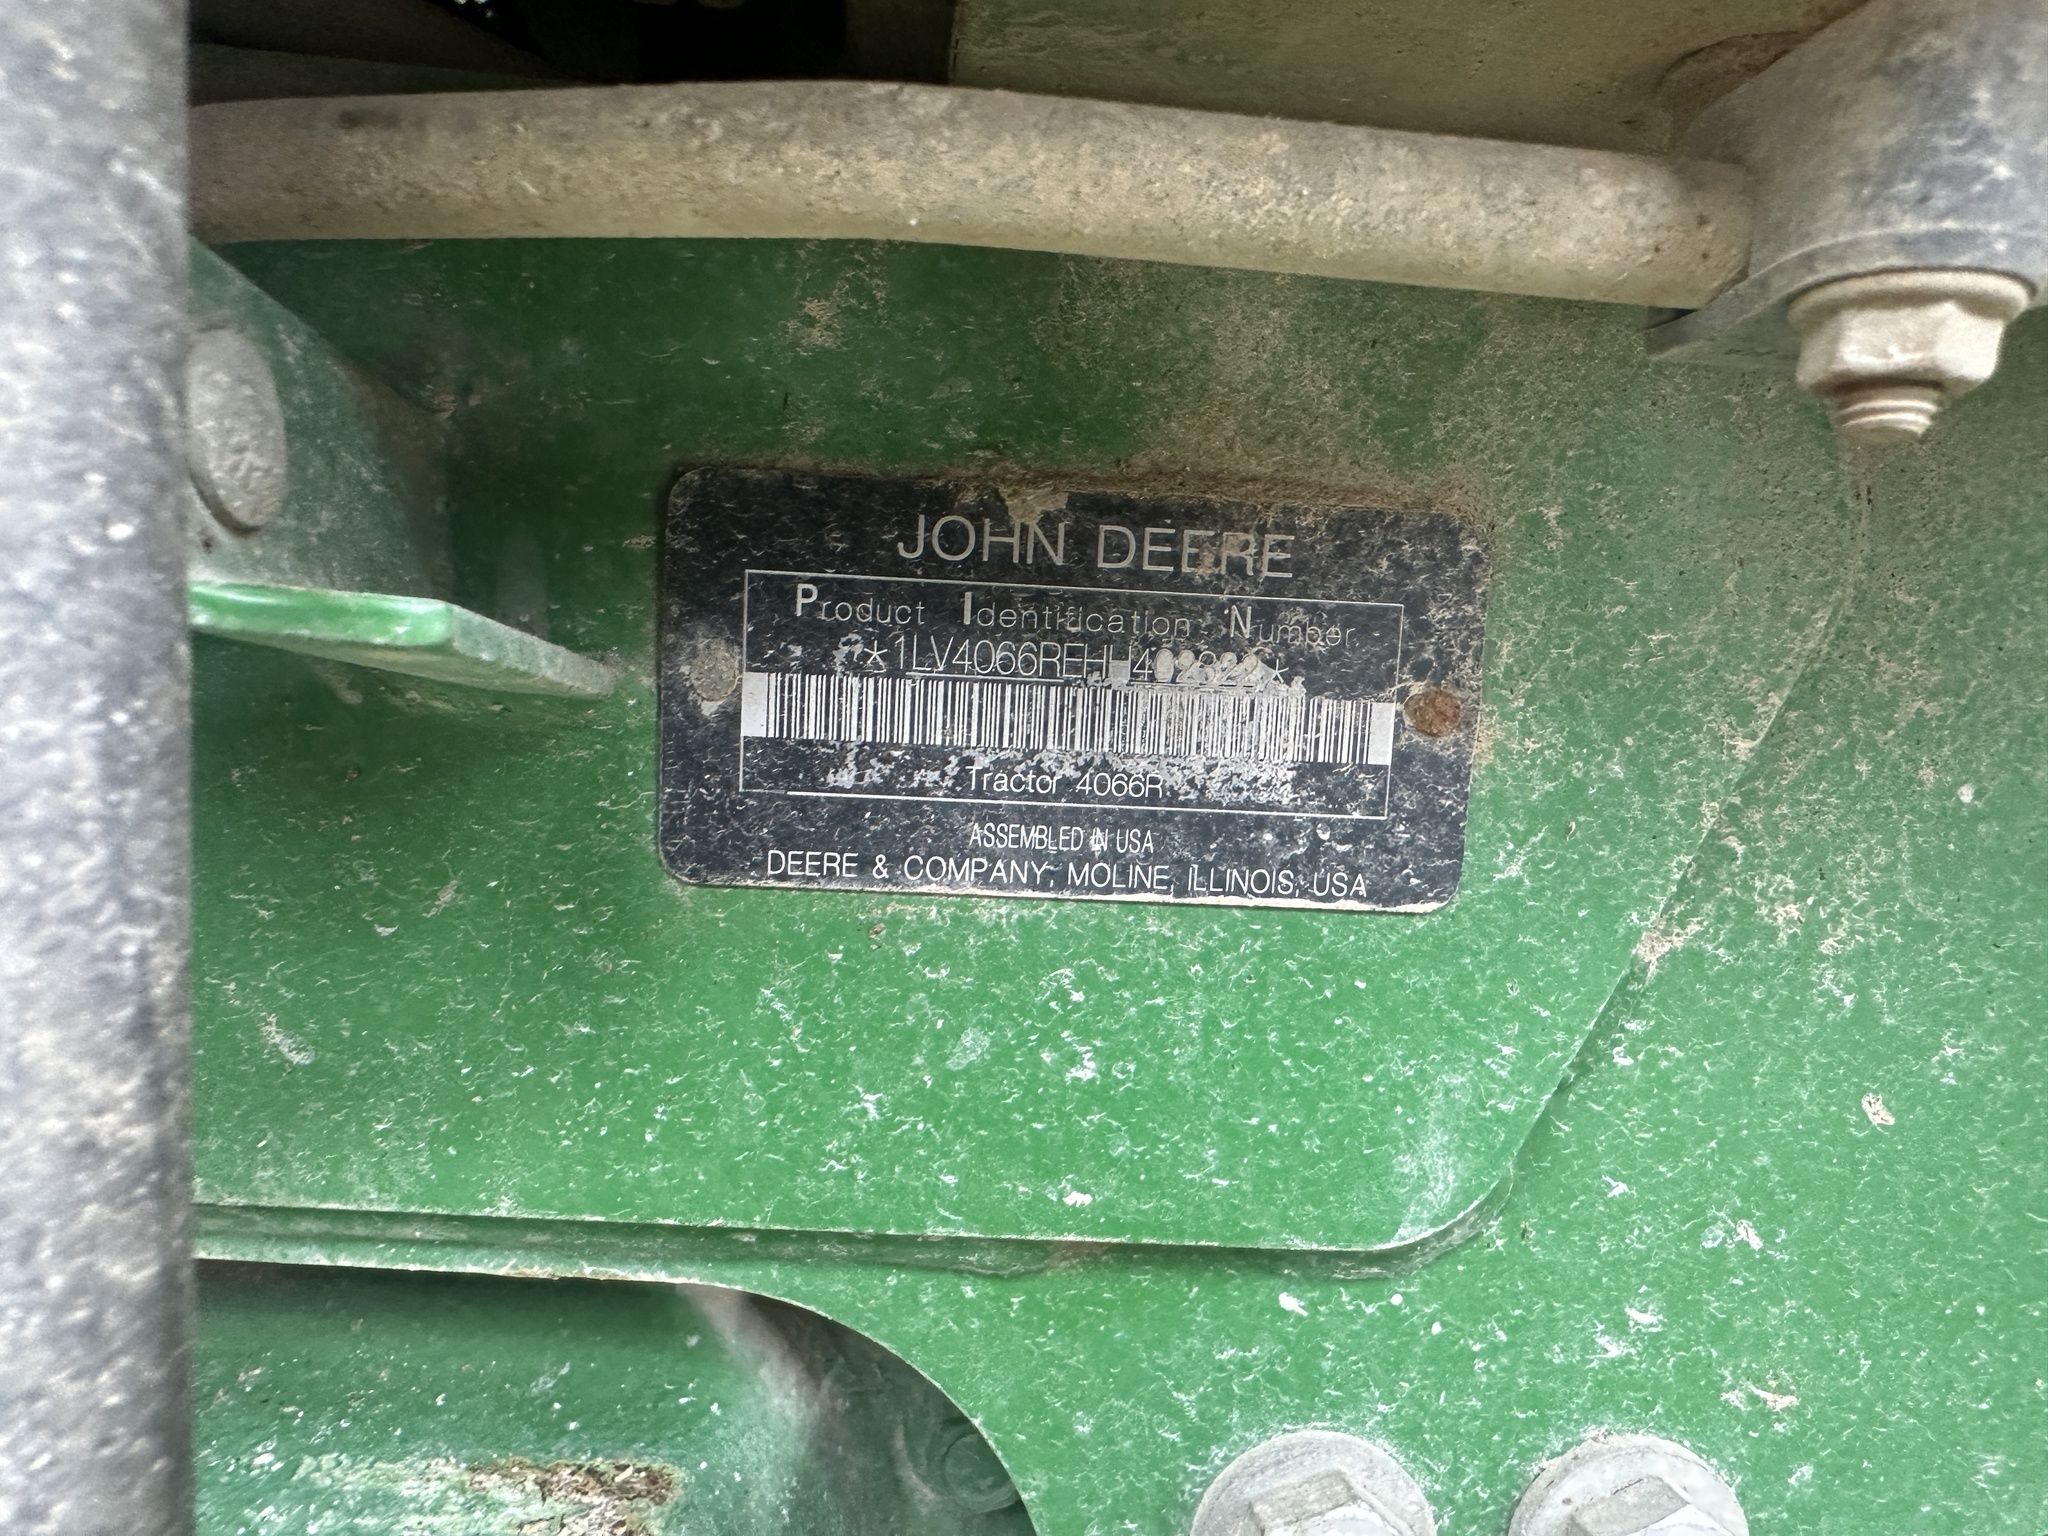 JOHN DEERE
Product Identification Number
Tractor 4066R
ASSEMBLED IN USA
DEERE & COMPANY, MOLINE, ILLINOIS, USA